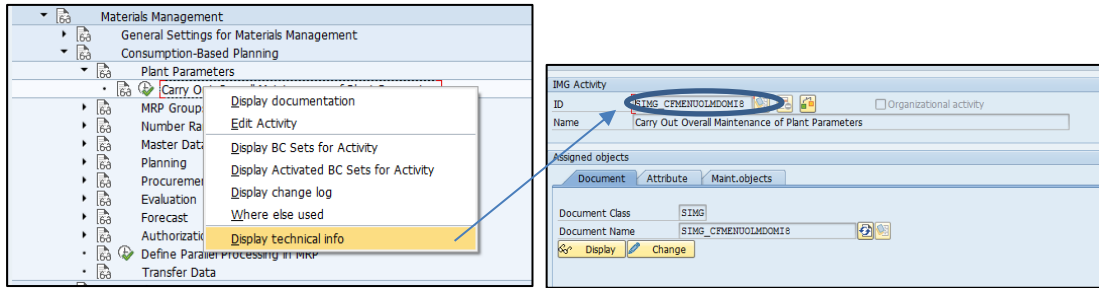 Materials Management
General Settings for Materials Management
Consumption-Based Planning
Plant Parameters
Carry O
MRP Group
Number Ra
Master Data
Planning
Procuremen
Evaluation
Forecast
Authorizatio
Define Parallel Processing in MRP
Transfer Data
Display documentation
Edit Activity
Display BC Sets for Activity
Display Activated BC Sets for Activity
Display change log
Where else used
Display technical info
IMG Activity
ID SIMG_CFMENUOLMDOMI8 Organizational activity
Name Carry Out Overall Maintenance of Plant Parameters
Assigned objects
Document Attribute Maint.objects
Document Class SIMG
Document Name SIMG_CFMENUOLMDOMI8
Display Change